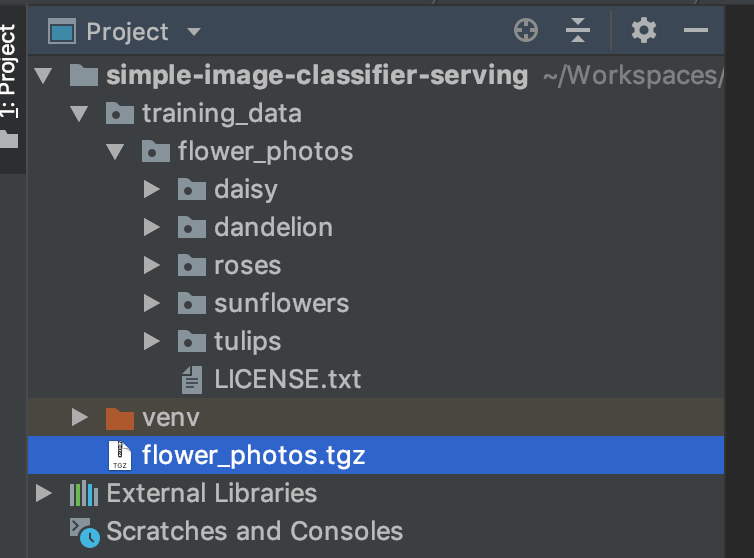 1: Project
Project
simple-image-classifier-serving ~/Workspaces/
training_data
flower_photos
daisy
dandelion
roses
sunflowers
tulips
LICENSE.txt
venv
TGZ flower_photos.tgz
External Libraries
Scratches and Consoles